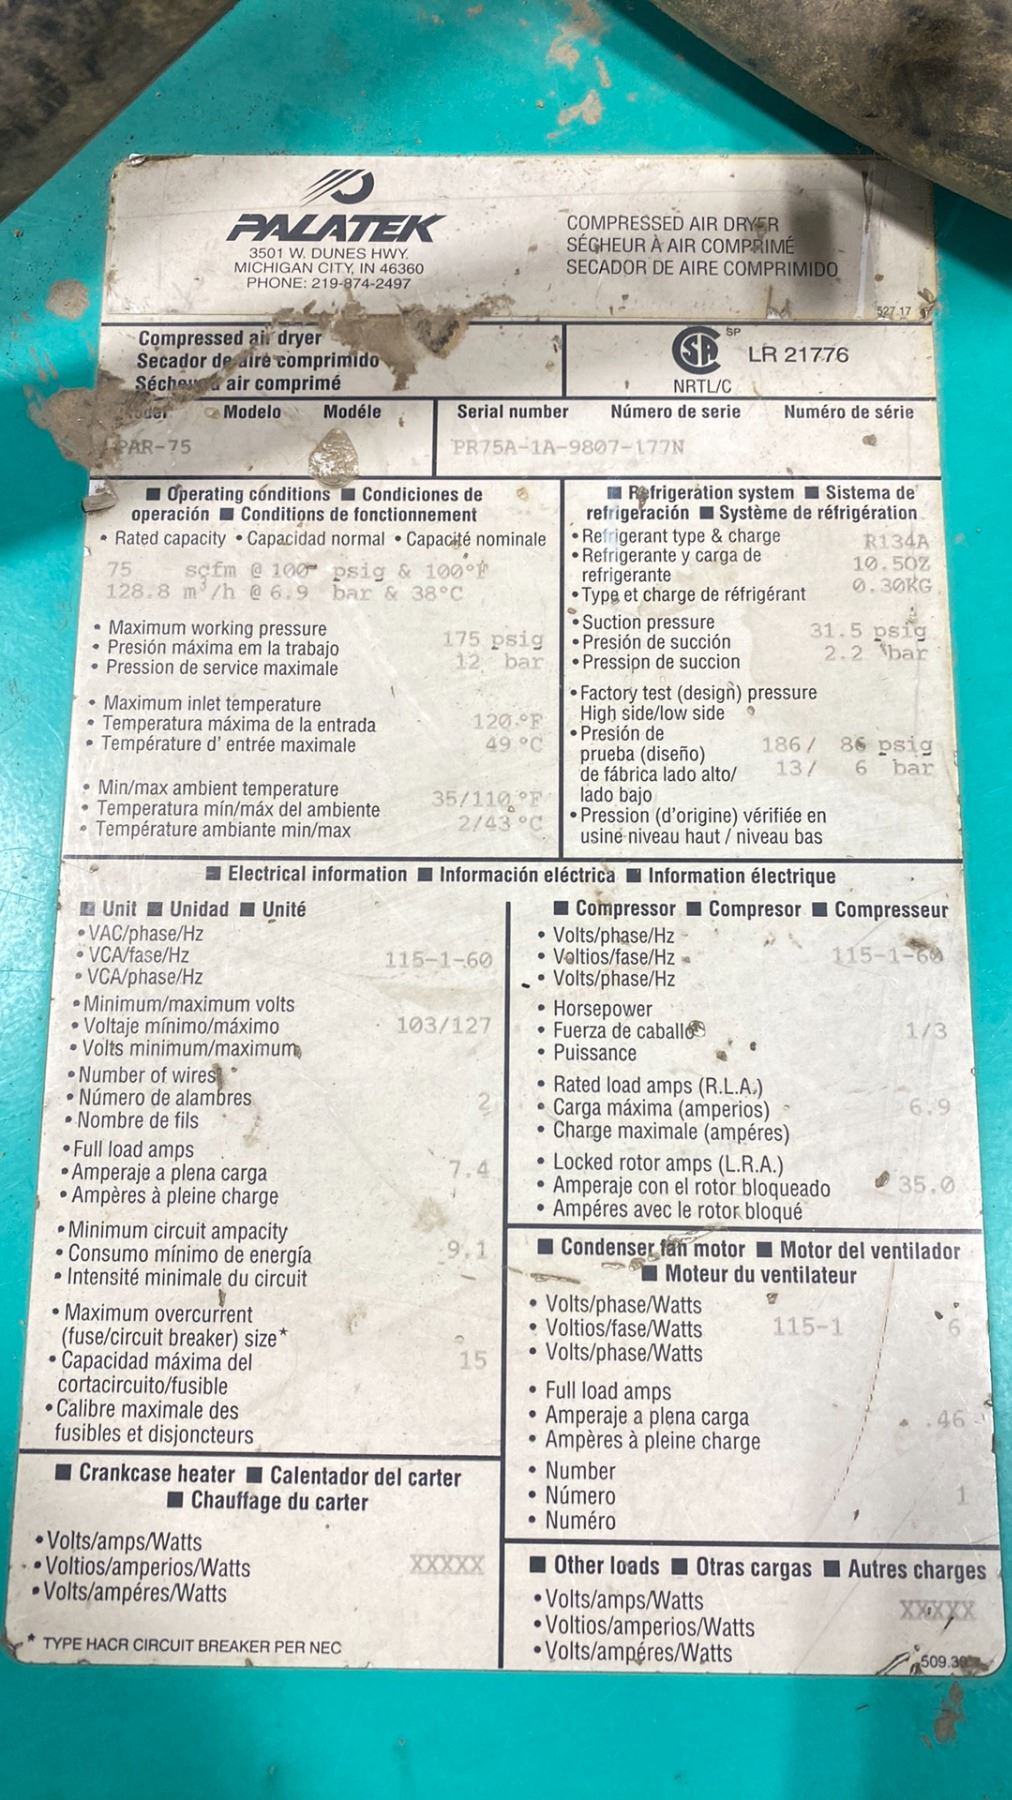 PALATEK
3501 W. DUNES HWY.
MICHIGAN CITY, IN 46360
PHONE: 219-874-2497
COMPRESSED AIR DRYER
SÉCHEUR À AIR COMPRIMÉ
SECADOR DE AIRE COMPRIMIDO
527.17
Compressed air dryer
Secador de aire comprimido
air comprimé
CSA SP LR 21776
NRTL/C
Modelo Modéle
PAR-75
Serial number Número de serie Numéro de série
PR75A-1A-9807-177N
■ Operating conditions ■ Condiciones de
operación ■ Conditions de fonctionnement
• Rated capacity • Capacidad normal • Capacité nominale
75 scfm @ 100 psig & 100°F
128.8 m³/h @ 6.9 bar & 38°C
• Maximum working pressure
• Presión máxima em la trabajo 175 psig
• Pression de service maximale 12 bar
• Maximum inlet temperature
• Temperatura máxima de la entrada 120 °F
• Température d' entrée maximale 49 °C
• Min/max ambient temperature
• Temperatura mín/máx del ambiente 35/110 °F
• Température ambiante min/max 2/43 °C
■ Refrigeration system ■ Sistema de
refrigeración ■ Système de réfrigération
• Refrigerant type & charge R134A
• Refrigerante y carga de 10.5OZ
refrigerante 0.30KG
• Type et charge de réfrigérant
• Suction pressure 31.5 psig
• Presión de succión 2.2 bar
• Pression de succion
• Factory test (design) pressure
High side/low side
• Presión de
prueba (diseño) 186/ 86 psig
de fábrica lado alto/ 13/ 6 bar
lado bajo
• Pression (d'origine) vérifiée en
usine niveau haut / niveau bas
■ Electrical information ■ Información eléctrica ■ Information électrique
■ Unit ■ Unidad ■ Unité
• VAC/phase/Hz
• VCA/fase/Hz 115-1-60
• VCA/phase/Hz
• Minimum/maximum volts
• Voltaje mínimo/máximo 103/127
• Volts minimum/maximum
• Number of wires
• Número de alambres 2
• Nombre de fils
• Full load amps
• Amperaje a plena carga 7.4
• Ampères à pleine charge
• Minimum circuit ampacity
• Consumo mínimo de energía 9.1
• Intensité minimale du circuit
• Maximum overcurrent
(fuse/circuit breaker) size*
• Capacidad máxima del 15
cortacircuito/fusible
• Calibre maximale des
fusibles et disjoncteurs
■ Crankcase heater ■ Calentador del carter
■ Chauffage du carter
• Volts/amps/Watts
• Voltios/amperios/Watts XXXXX
• Volts/ampéres/Watts
* TYPE HACR CIRCUIT BREAKER PER NEC
■ Compressor ■ Compresor ■ Compresseur
• Volts/phase/Hz
• Voltios/fase/Hz 115-1-60
• Volts/phase/Hz
• Horsepower
• Fuerza de caballo 1/3
• Puissance
• Rated load amps (R.L.A.)
• Carga máxima (amperios) 6.9
• Charge maximale (ampéres)
• Locked rotor amps (L.R.A.)
• Amperaje con el rotor bloqueado 35.0
• Ampéres avec le rotor bloqué
■ Condenser fan motor ■ Motor del ventilador
■ Moteur du ventilateur
• Volts/phase/Watts
• Voltios/fase/Watts 115-1 6
• Volts/phase/Watts
• Full load amps
• Amperaje a plena carga .46
• Ampères à pleine charge
• Number
• Número 1
• Numéro
■ Other loads ■ Otras cargas ■ Autres charges
• Volts/amps/Watts
• Voltios/amperios/Watts XXXXX
• Volts/ampéres/Watts